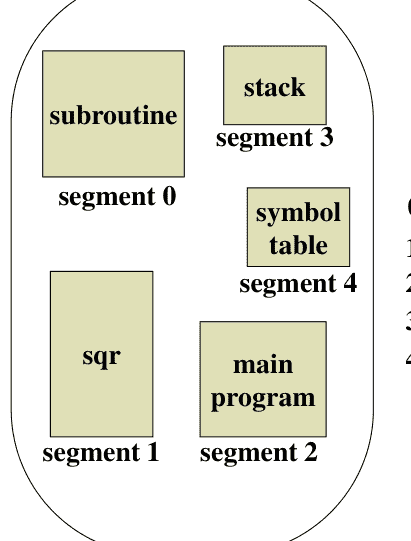 subroutine
segment 0
stack
segment 3
symbol
table
segment 4
sqr
segment 1
main
program
segment 2